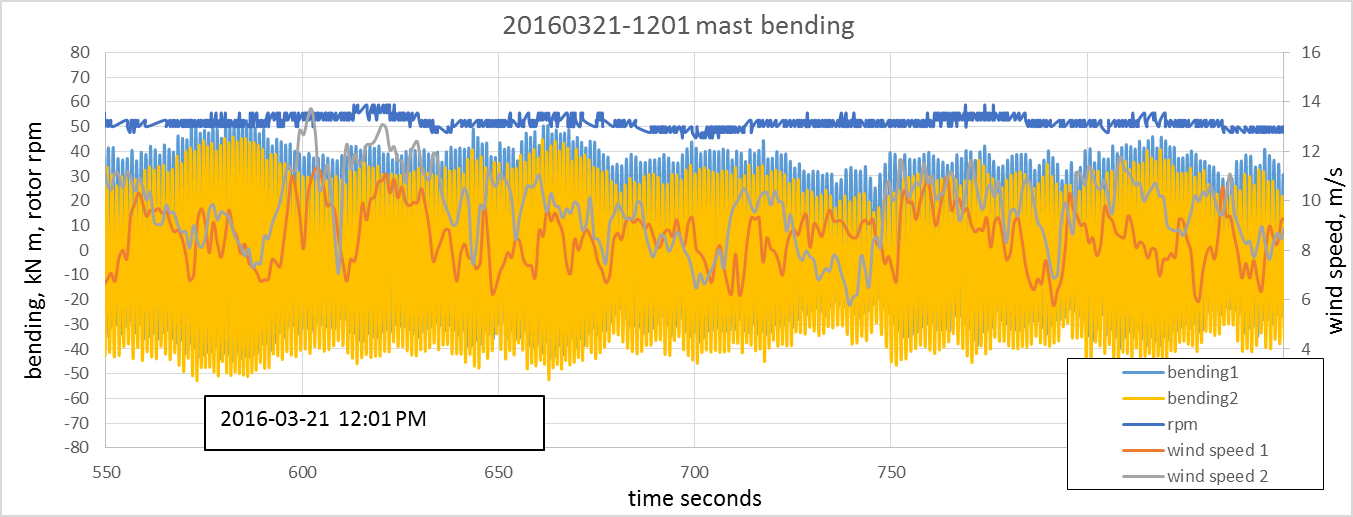 20160321-1201 mast bending
80
70
60
50
40
30
20
10
0
-10
-20
-30
-40
-50
-60
-70
-80
bending, kN m, rotor rpm
16
14
12
10
8
6
4
wind speed, m/s
2016-03-21 12:01 PM
bending1
bending2
rpm
wind speed 1
wind speed 2
550 600 650 700 750
time seconds